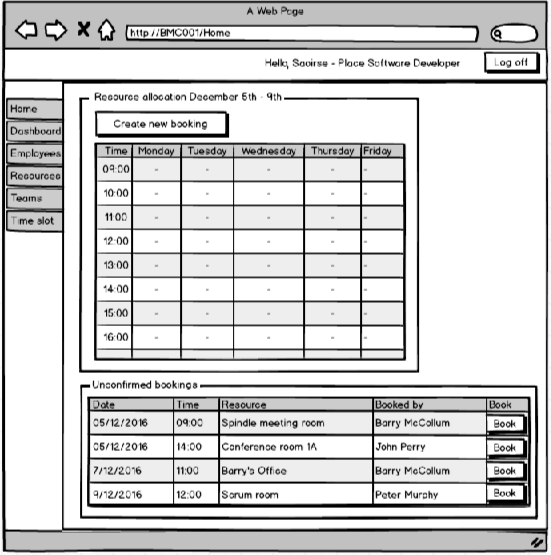 A Web Page
http://BMC001/Home
Hello, Saoirse - Place Software Developer
Log off
Home
Dashboard
Employees
Resources
Teams
Time slot
Resource allocation December 5th - 9th
Create new booking
Time Monday Tuesday Wednesday Thursday Friday
09:00 - - - - -
10:00 - - - - -
11:00 - - - - -
12:00 - - - - -
13:00 - - - - -
14:00 - - - - -
15:00 - - - - -
16:00 - - - - -
Unconfirmed bookings
Date Time Resource Booked by Book
05/12/2016 09:00 Spindle meeting room Barry McCollum Book
05/12/2016 14:00 Conference room 1A John Perry Book
7/12/2016 11:00 Barry's Office Barry McCollum Book
9/12/2016 12:00 Scrum room Peter Murphy Book